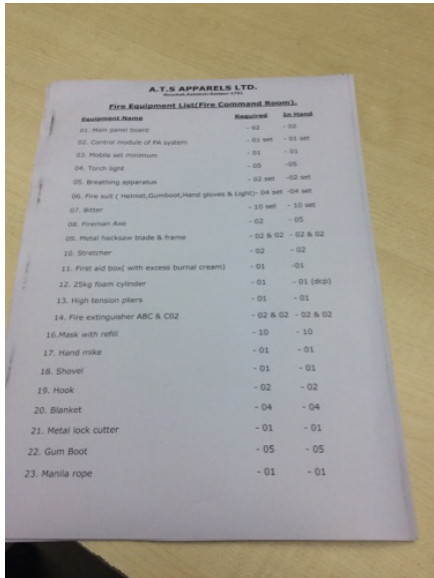 A.T.S APPARELS LTD.
Fire Equipment List(Fire Command Room).
Equipment Name Required In Hand
01. Main panel board - 02 - 02
02. Control module of PA system - 01 set - 01 set
03. Mobile set minimum - 01 - 01
04. Torch light - 05 -05
05. Breathing apparatus - 02 set -02 set
06. Fire suit ( Helmet,Gumboot,Hand gloves & Light)- 04 set -04 set
07. Bitter - 10 set - 10 set
08. Fireman Axe - 02 - 05
09. Metal hacksaw blade & frame - 02 & 02 - 02 & 02
10. Stretcher - 02 - 02
11. First aid box( with excess burnal cream) - 01 -01
12. 25kg foam cylinder - 01 - 01 (dcp)
13. High tension pliers - 01 - 01
14. Fire extinguisher ABC & C02 - 02 & 02 - 02 & 02
16.Mask with refill - 10 - 10
17. Hand mike - 01 - 01
18. Shovel - 01 - 01
19. Hook - 02 - 02
20. Blanket - 04 - 04
21. Metal lock cutter - 01 - 01
22. Gum Boot - 05 - 05
23. Manila rope - 01 - 01